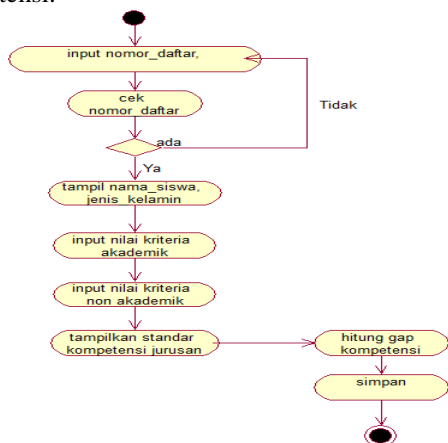 tensi.
input nomor_daftar,
cek
nomor_daftar
Tidak
ada
Ya
tampil nama_siswa,
jenis_kelamin
input nilai kriteria
akademik
input nilai kriteria
non akademik
tampilkan standar
kompetensi jurusan
hitung gap
kompetensi
simpan